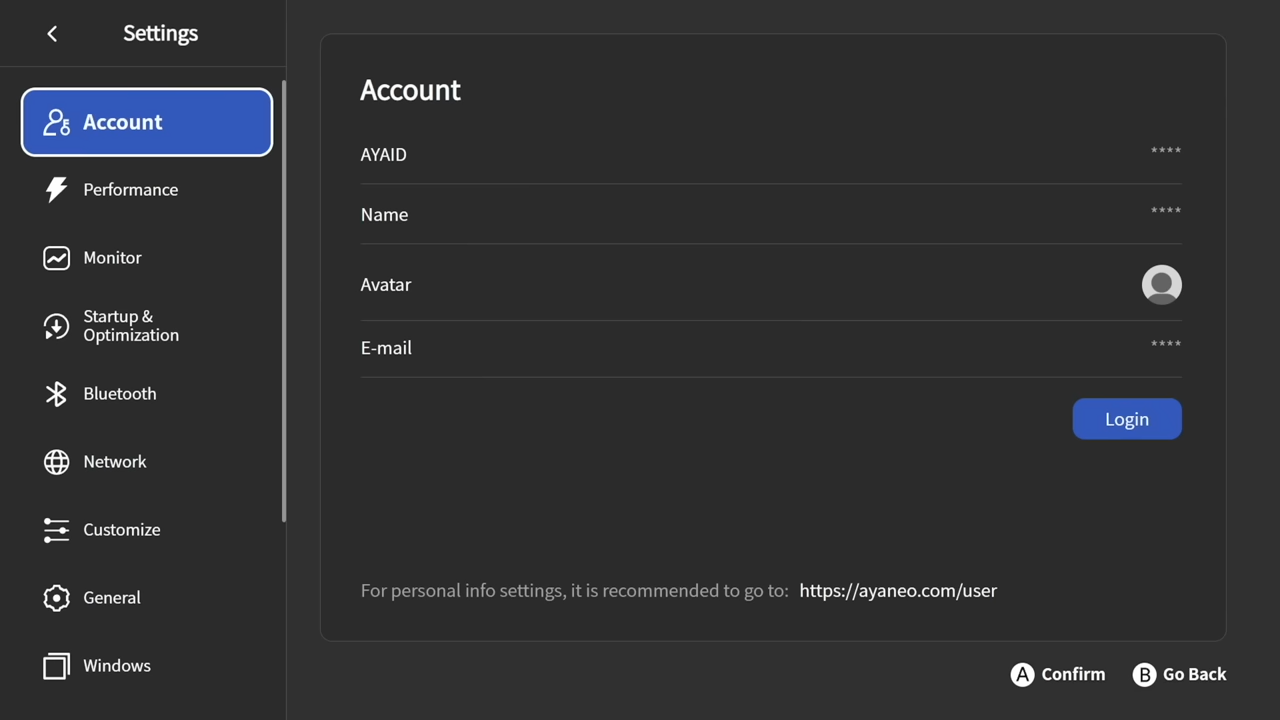 Settings
Account
Performance
Monitor
Startup &
Optimization
Bluetooth
Network
Customize
General
Windows
Account
AYAID ****
Name ****
Avatar
E-mail ****
Login
For personal info settings, it is recommended to go to: https://ayaneo.com/user
A Confirm B Go Back